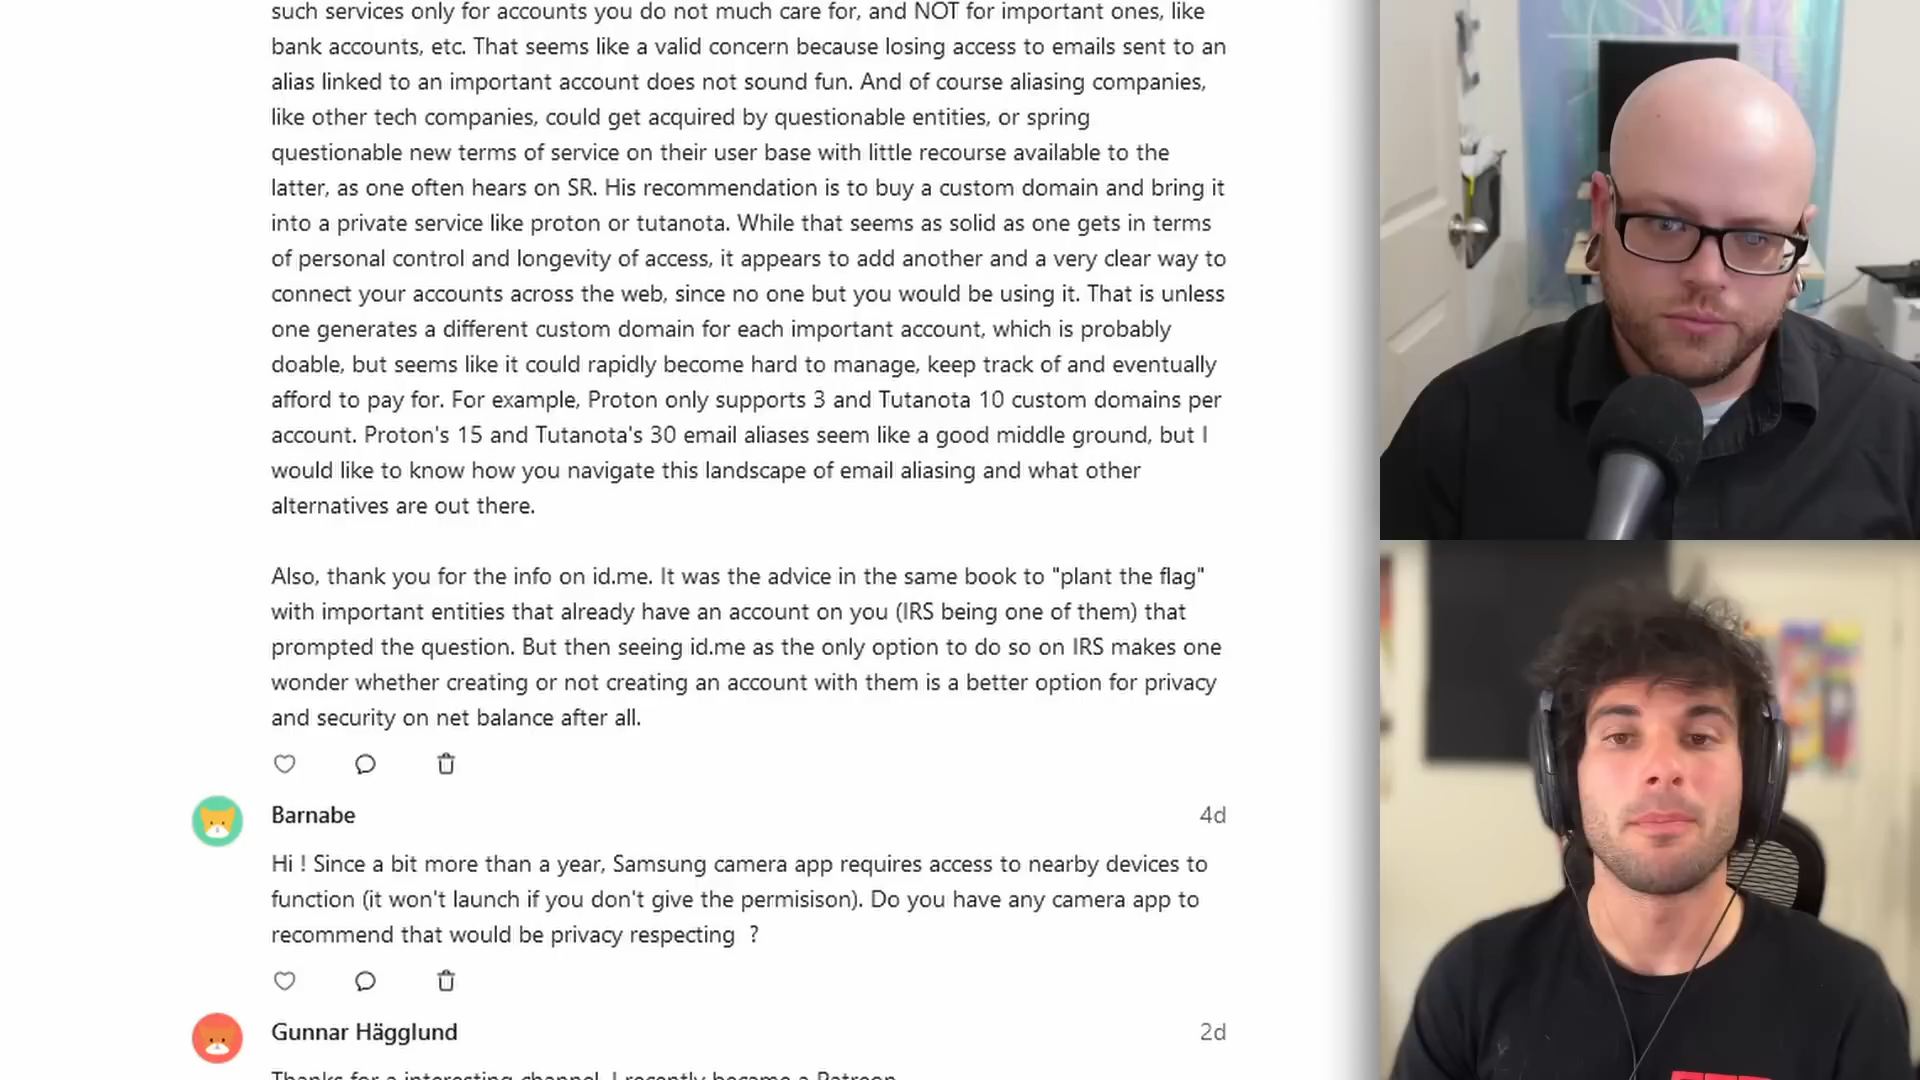 such services only for accounts you do not much care for, and NOT for important ones, like
bank accounts, etc. That seems like a valid concern because losing access to emails sent to an
alias linked to an important account does not sound fun. And of course aliasing companies,
like other tech companies, could get acquired by questionable entities, or spring
questionable new terms of service on their user base with little recourse available to the
latter, as one often hears on SR. His recommendation is to buy a custom domain and bring it
into a private service like proton or tutanota. While that seems as solid as one gets in terms
of personal control and longevity of access, it appears to add another and a very clear way to
connect your accounts across the web, since no one but you would be using it. That is unless
one generates a different custom domain for each important account, which is probably
doable, but seems like it could rapidly become hard to manage, keep track of and eventually
afford to pay for. For example, Proton only supports 3 and Tutanota 10 custom domains per
account. Proton's 15 and Tutanota's 30 email aliases seem like a good middle ground, but I
would like to know how you navigate this landscape of email aliasing and what other
alternatives are out there.
Also, thank you for the info on id.me. It was the advice in the same book to "plant the flag"
with important entities that already have an account on you (IRS being one of them) that
prompted the question. But then seeing id.me as the only option to do so on IRS makes one
wonder whether creating or not creating an account with them is a better option for privacy
and security on net balance after all.
Barnabe 4d
Hi ! Since a bit more than a year, Samsung camera app requires access to nearby devices to
function (it won't launch if you don't give the permisison). Do you have any camera app to
recommend that would be privacy respecting ?
Gunnar Hägglund 2d
Thanks for a interesting channel. I recently became a Patreon